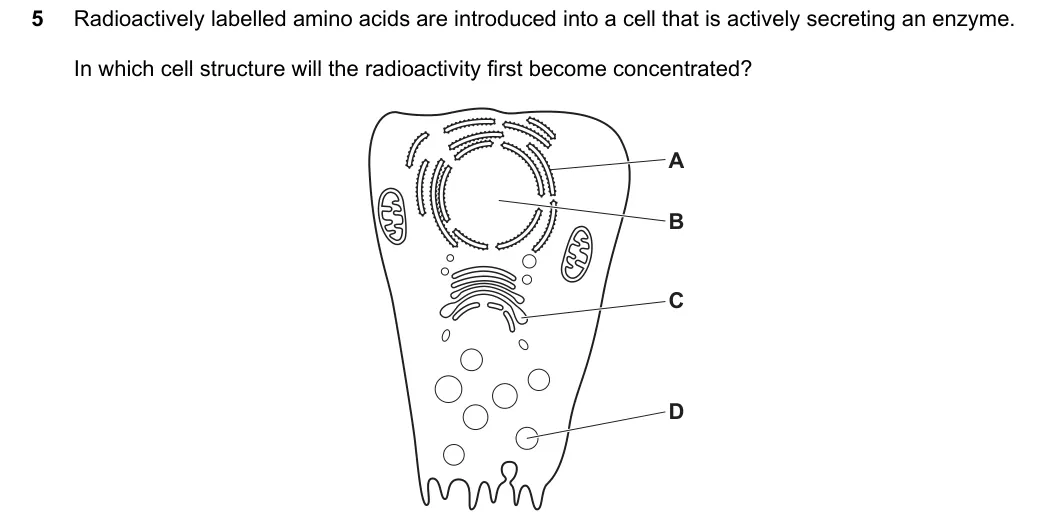 5 Radioactively labelled amino acids are introduced into a cell that is actively secreting an enzyme.
In which cell structure will the radioactivity first become concentrated?
A
B
C
D